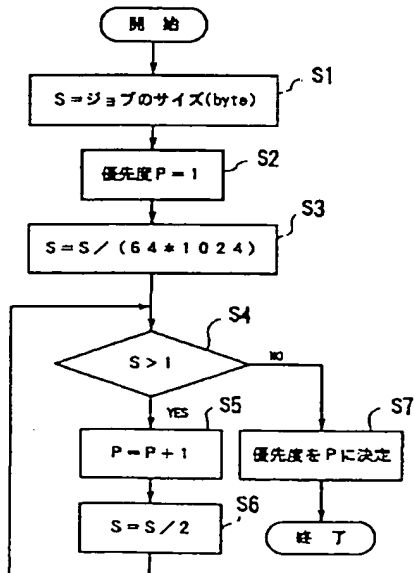 開 始
S=ジョブのサイズ(byte)
S1
優先度P=1
S2
S=S/(64*1024)
S3
S>1
S4
NO
YES
P=P+1
S5
優先度をPに決定
S7
S=S/2
S6
終 了